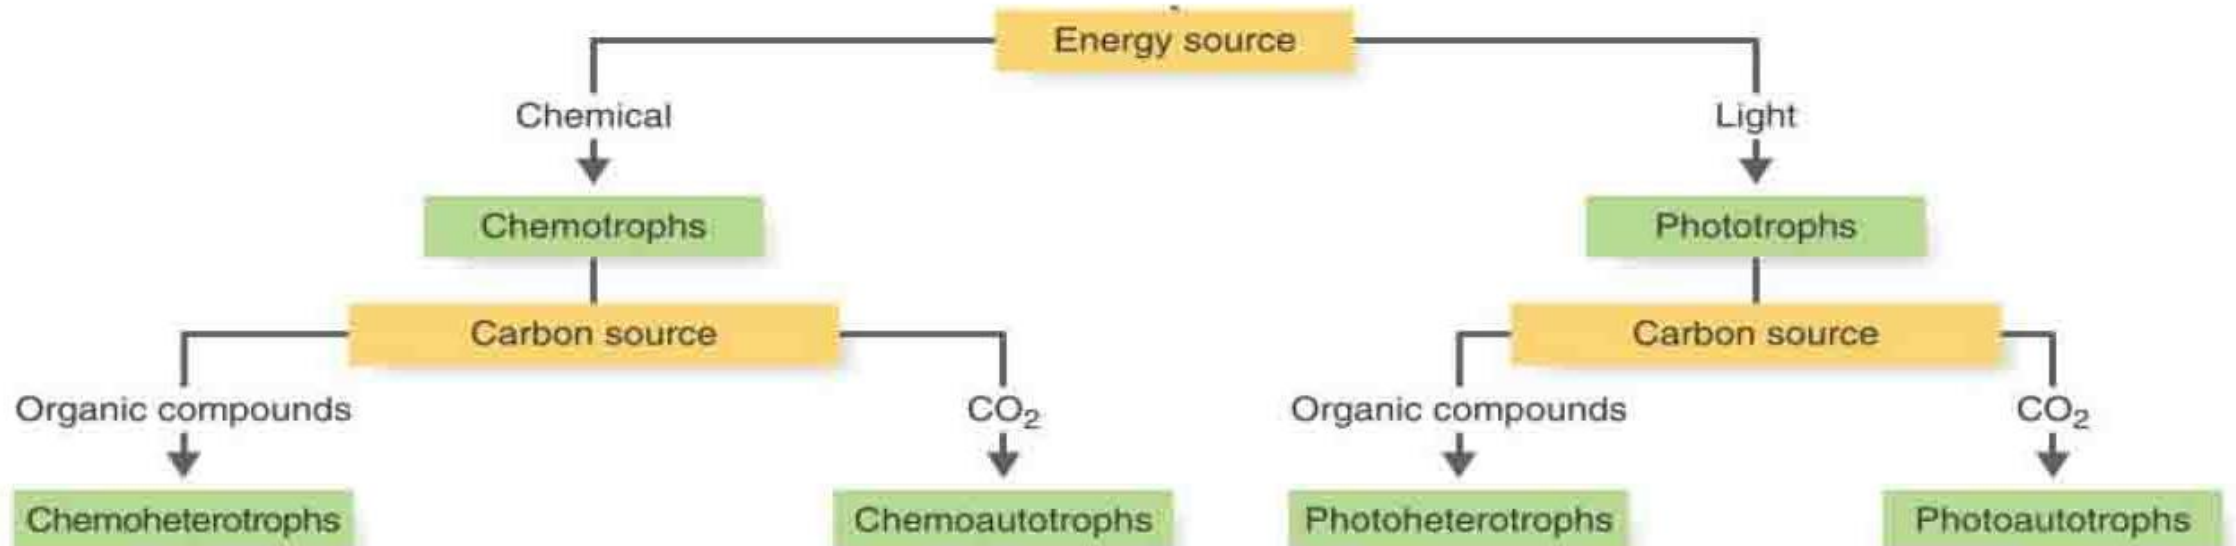 Energy source
Chemical
Light
Chemotrophs
Phototrophs
Carbon source
Carbon source
Organic compounds
CO₂
Organic compounds
CO₂
Chemoheterotrophs
Chemoautotrophs
Photoheterotrophs
Photoautotrophs